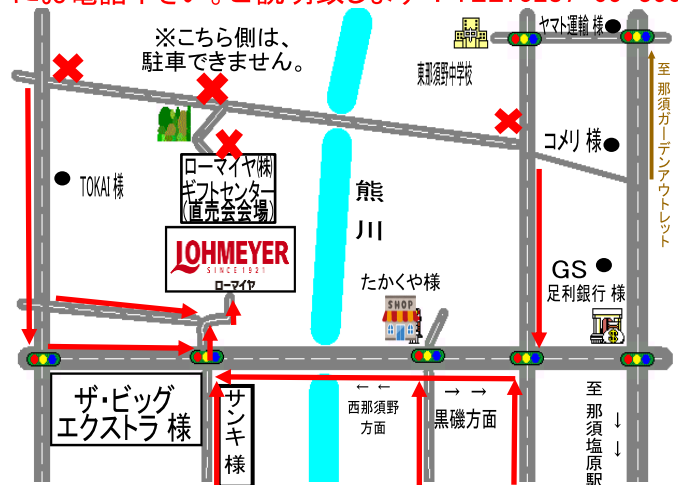 ※こちら側は、
駐車できません。
東那須野中学校
ヤマト運輸 様
至 那須ガーデンアウトレット
コメリ 様
TOKAI 様
ローマイヤ(株)
ギフトセンター
(直売会会場)
LOHMEYER
SINCE 1921
ローマイヤ
熊川
たかくや様
SHOP
GS
足利銀行 様
ザ・ビッグ
エクストラ 様
サンキ 様
← ←
西那須野
方面
→ →
黒磯方面
至 那須塩原駅
↓ ↓